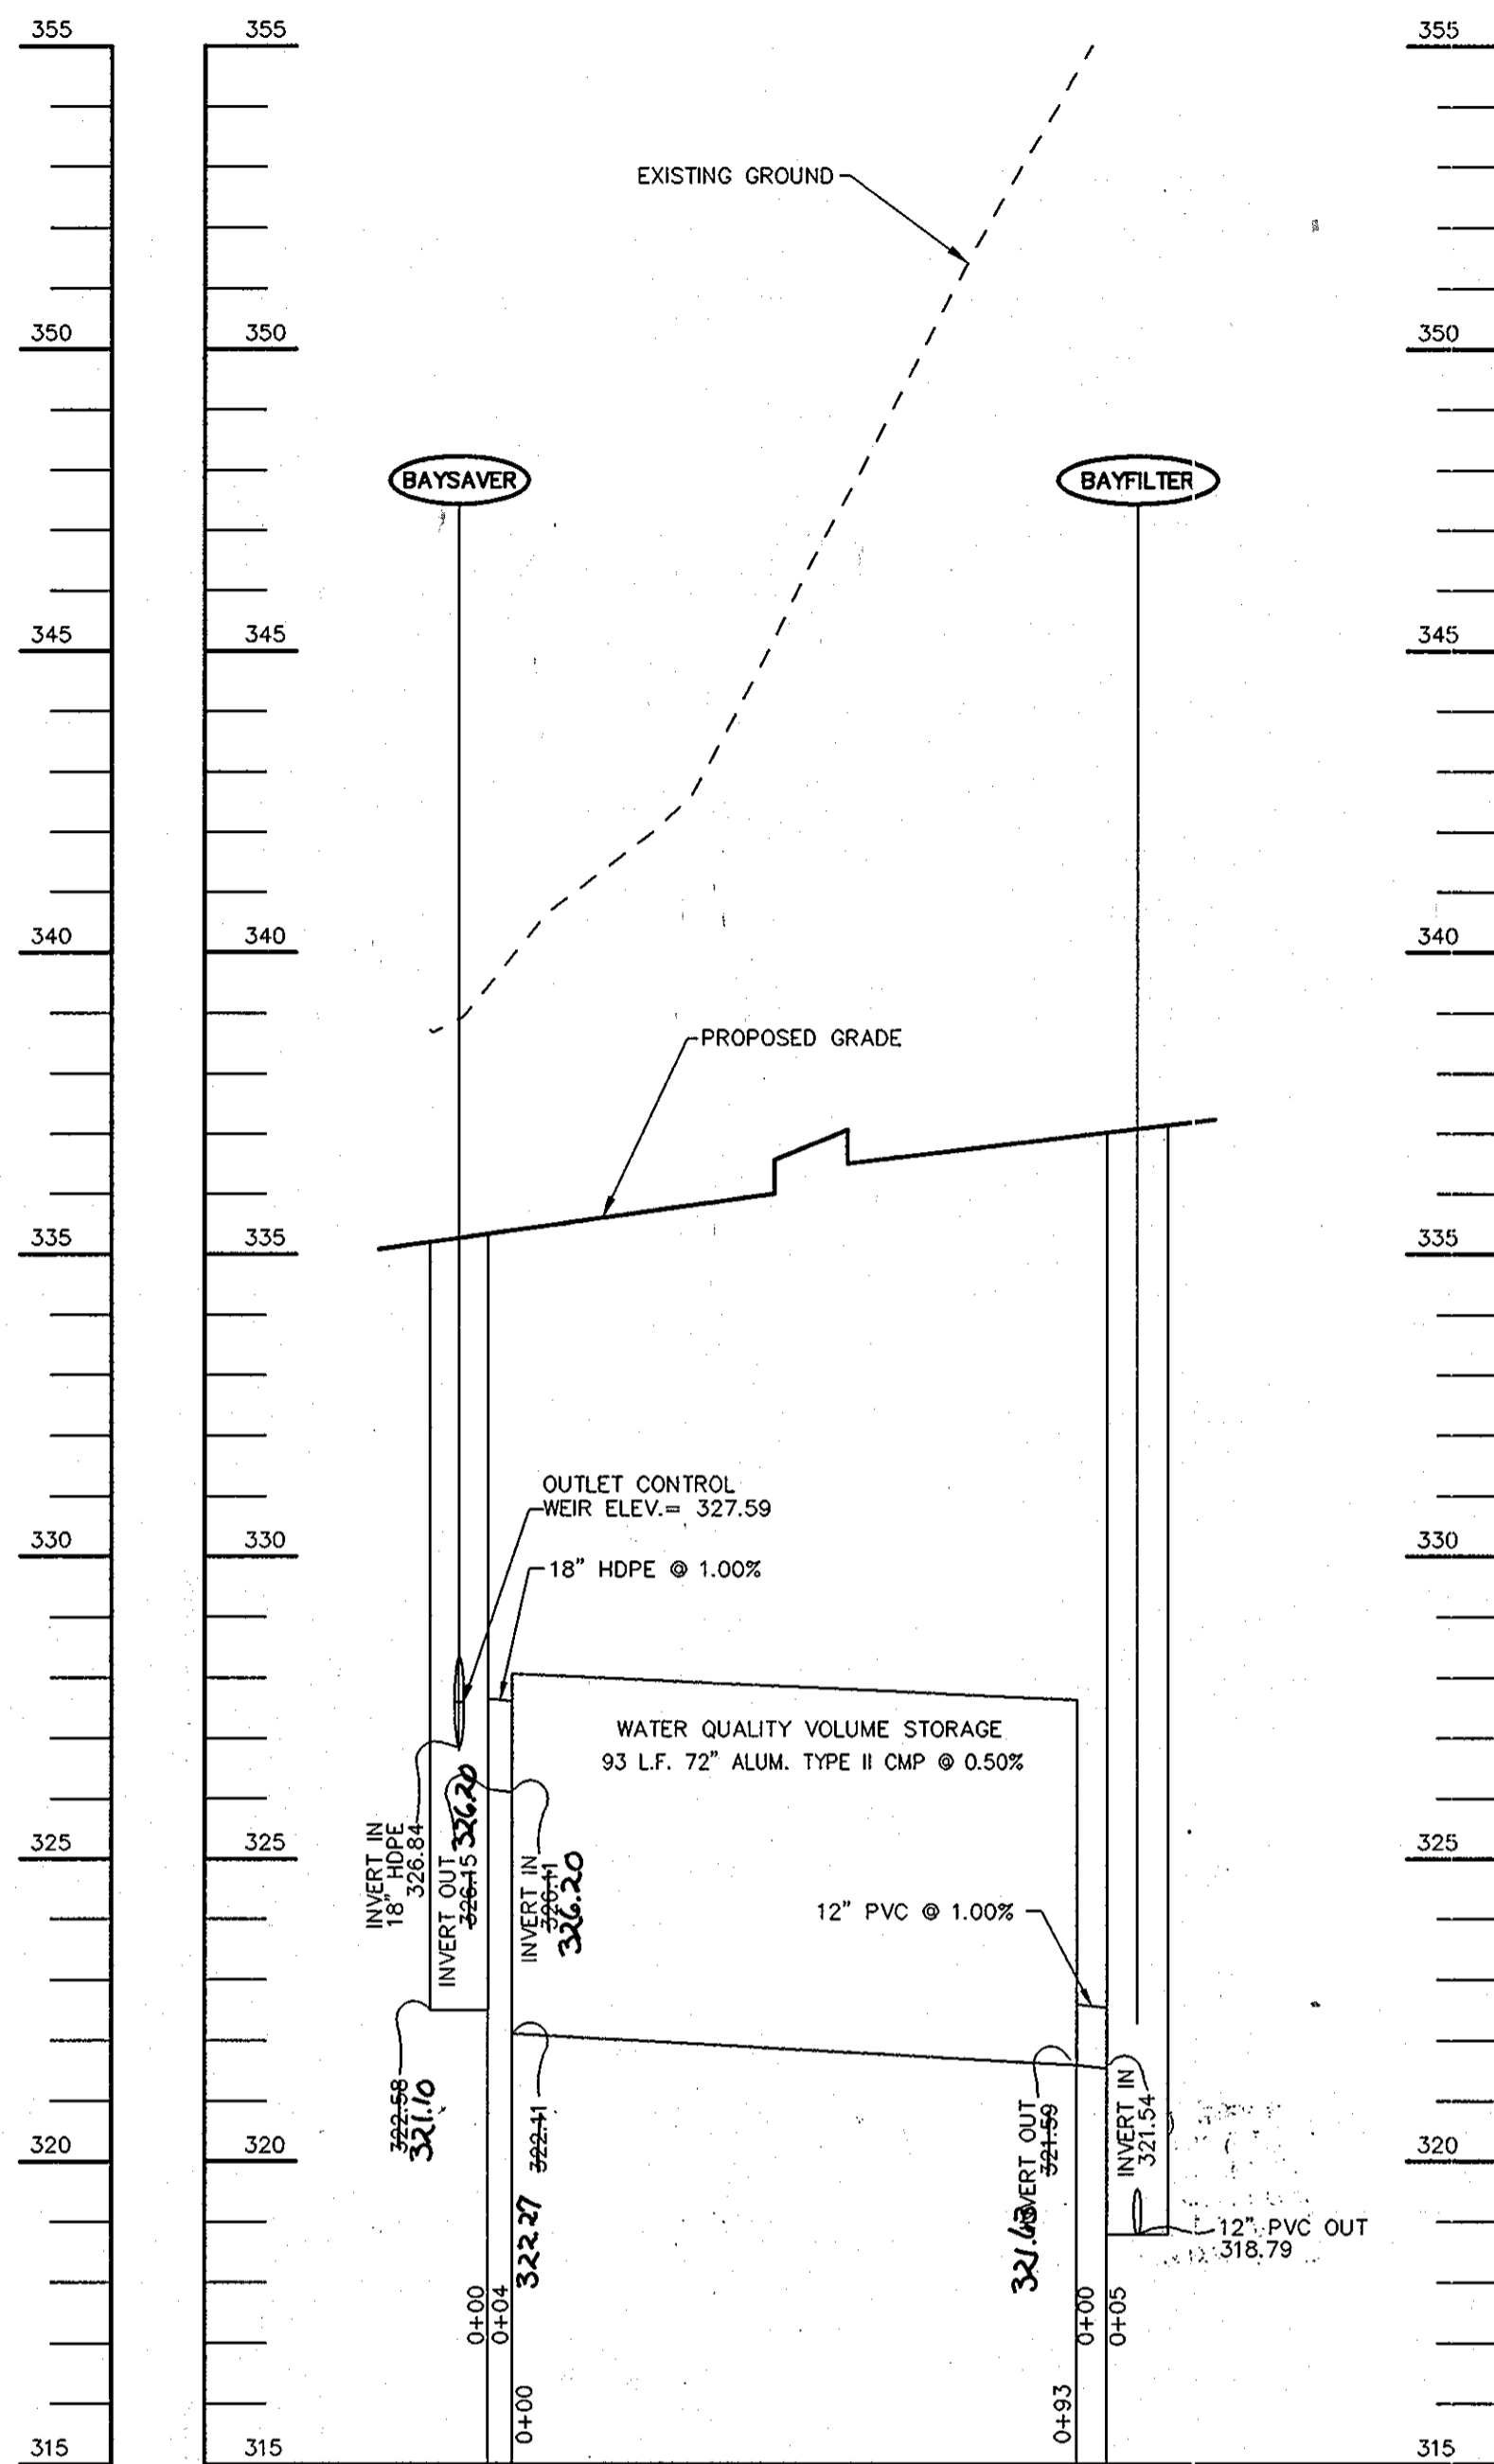 355 355 355
EXISTING GROUND
350 350 350
BAYSAVER BAYFILTER
345 345 345
340 340 340
PROPOSED GRADE
335 335 335
OUTLET CONTROL
WEIR ELEV.= 327.59
330 330 330
18" HDPE @ 1.00%
WATER QUALITY VOLUME STORAGE
93 L.F. 72" ALUM. TYPE II CMP @ 0.50%
INVERT IN
18" HDPE
326.84
INVERT OUT
326.15 326.20
INVERT IN
326.11
326.20
325 325 325
12" PVC @ 1.00%
322.58
321.10
322.41
322.27
INVERT OUT
321.59
321.63
INVERT IN
321.54
320 320 320
12" PVC OUT
318.79
0+00
0+04
0+00
0+93
0+00
0+05
315 315 315